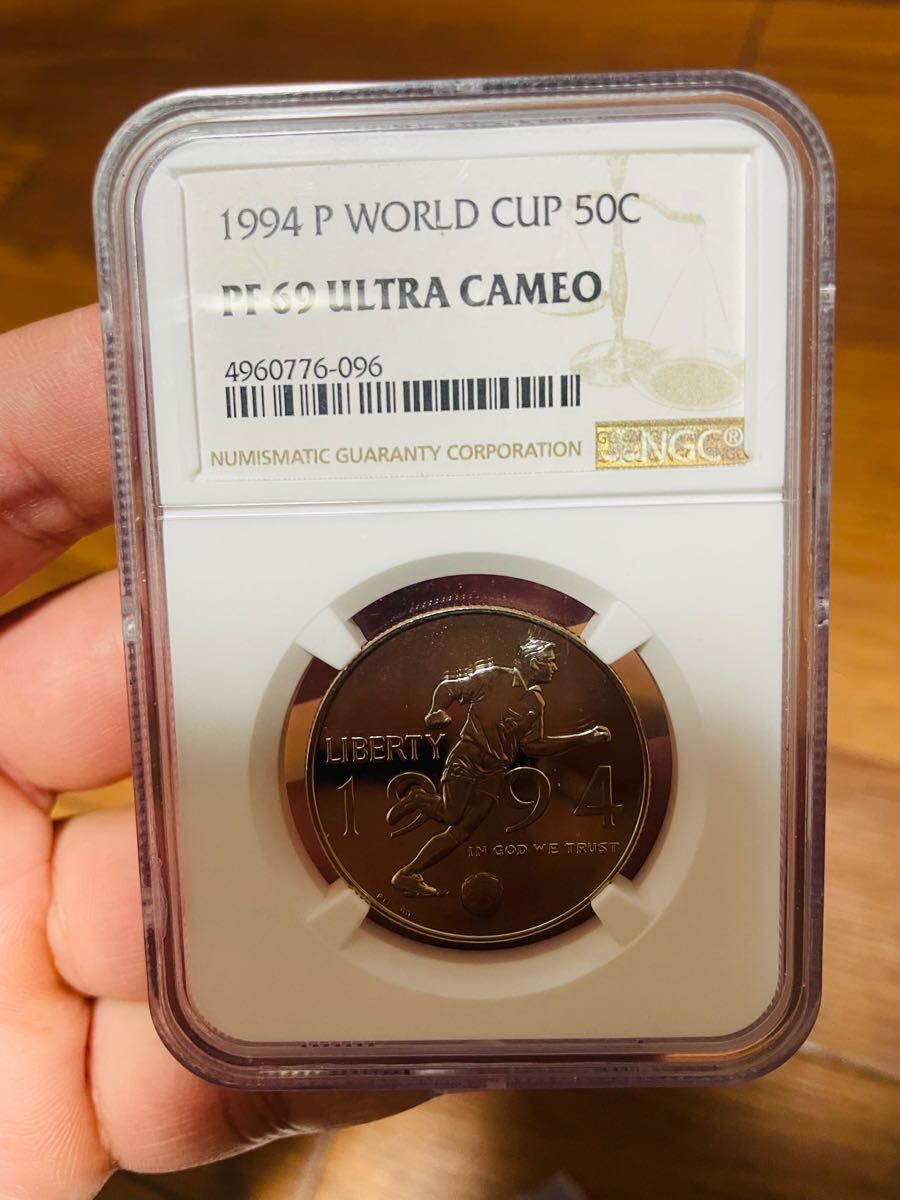 1994 P WORLD CUP 50C
PF 69 ULTRA CAMEO
4960776-096
NUMISMATIC GUARANTY CORPORATION
NGC®
LIBERTY
1994
IN GOD WE TRUST